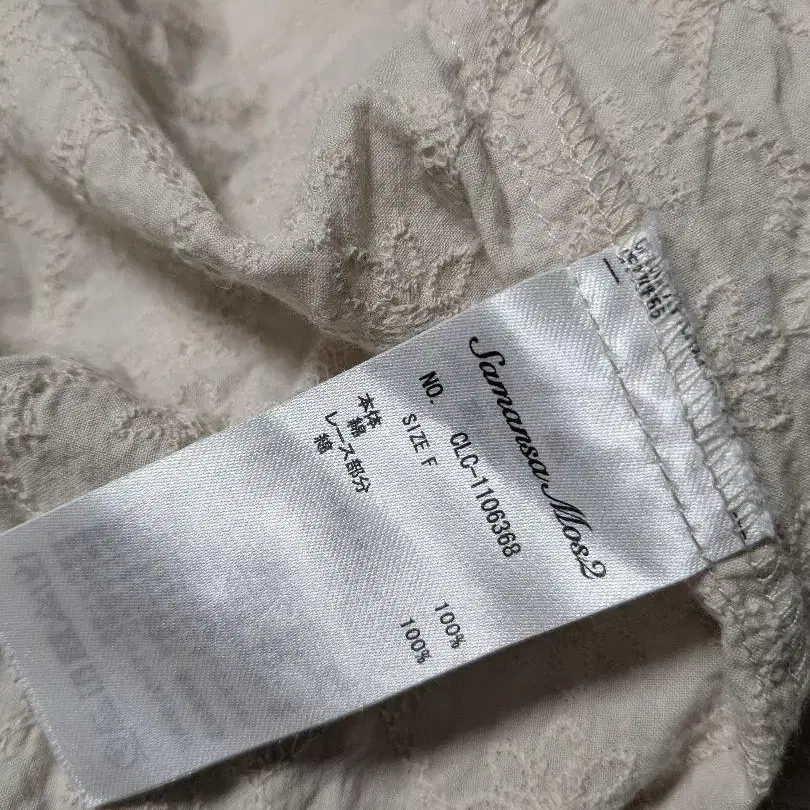 Samansa Mos2
NO. CLC-1106368
SIZE F
本体
綿 100%
レース部分
綿 100%